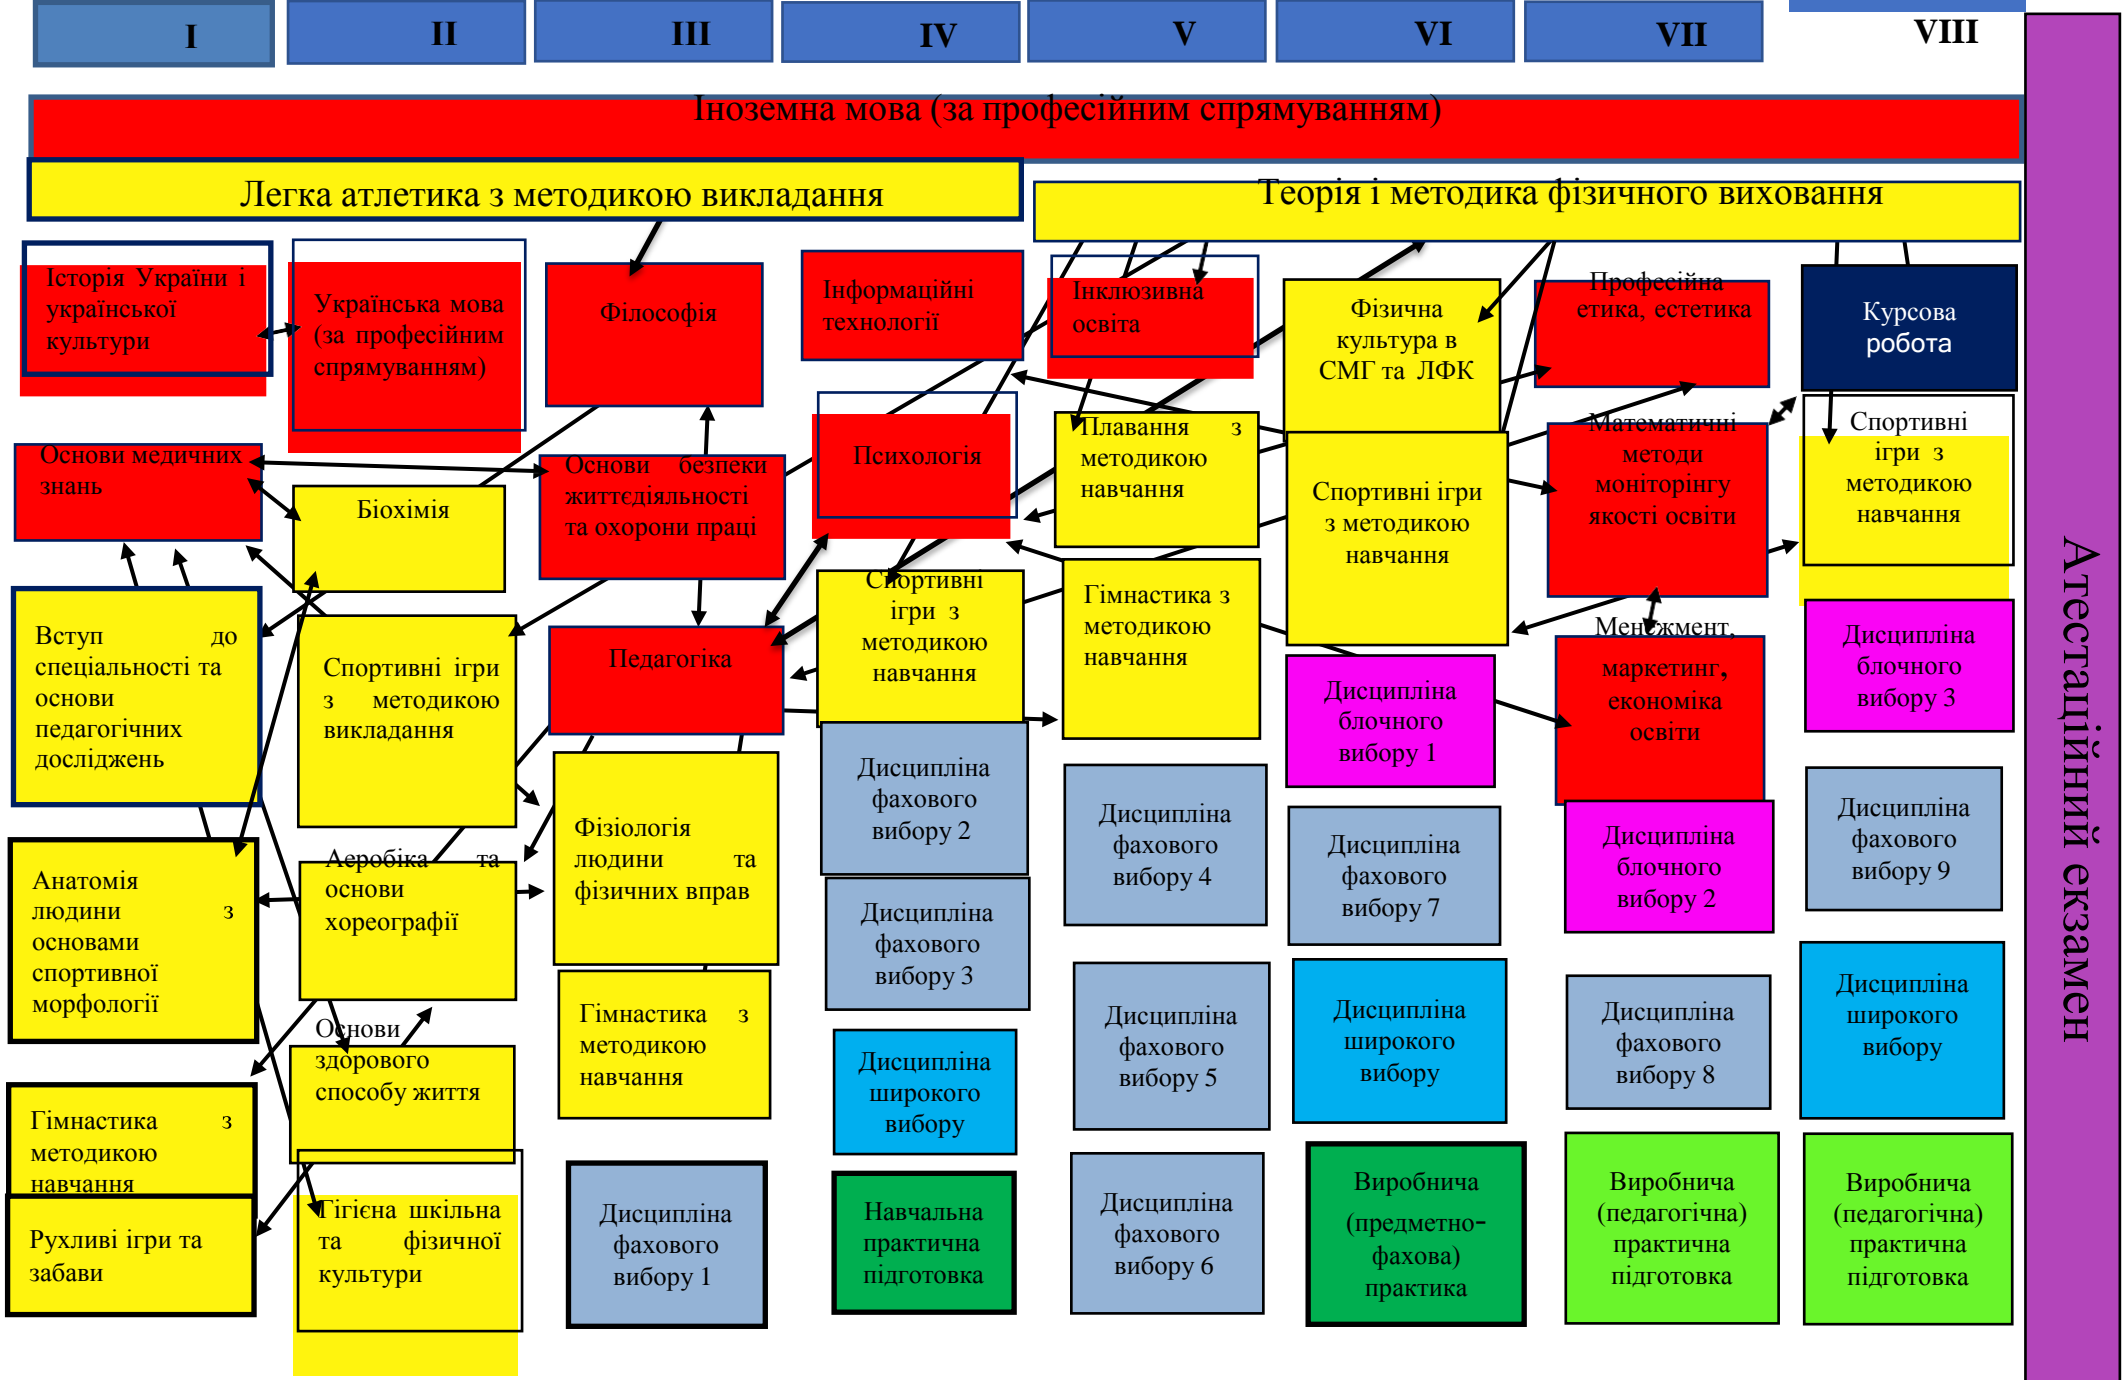 I
II
III
IV
V
VI
VII
VIII
Іноземна мова (за професійним спрямуванням)
Легка атлетика з методикою викладання
Теорія і методика фізичного виховання
Історія України і
української
культури
Основи медичних
знань
Вступ до
спеціальності та
основи
педагогічних
досліджень
Анатомія
людини з
основами
спортивної
морфології
Гімнастика з
методикою
навчання
Рухливі ігри та
забави
Українська мова
(за професійним
спрямуванням)
Біохімія
Спортивні ігри
з методикою
викладання
Аеробіка та
основи
хореографії
Основи
здорового
способу життя
Гігієна шкільна
та фізичної
культури
Філософія
Основи безпеки
життєдіяльності
та охорони праці
Педагогіка
Фізіологія
людини та
фізичних вправ
Гімнастика з
методикою
навчання
Дисципліна
фахового
вибору 1
Інформаційні
технології
Психологія
Спортивні
ігри з
методикою
навчання
Дисципліна
фахового
вибору 2
Дисципліна
фахового
вибору 3
Дисципліна
широкого
вибору
Навчальна
практична
підготовка
Інклюзивна
освіта
Плавання з
методикою
навчання
Гімнастика з
методикою
навчання
Дисципліна
фахового
вибору 4
Дисципліна
фахового
вибору 5
Дисципліна
фахового
вибору 6
Фізична
культура в
СМГ та ЛФК
Спортивні ігри
з методикою
навчання
Дисципліна
блочного
вибору 1
Дисципліна
фахового
вибору 7
Дисципліна
широкого
вибору
Виробнича
(предметно-
фахова)
практика
Професійна
етика, естетика
Математичні
методи
моніторінгу
якості освіти
Менежмент,
маркетинг,
економіка
освіти
Дисципліна
блочного
вибору 2
Дисципліна
фахового
вибору 8
Виробнича
(педагогічна)
практична
підготовка
Курсова
робота
Спортивні
ігри з
методикою
навчання
Дисципліна
блочного
вибору 3
Дисципліна
фахового
вибору 9
Дисципліна
широкого
вибору
Виробнича
(педагогічна)
практична
підготовка
Атестаційний екзамен